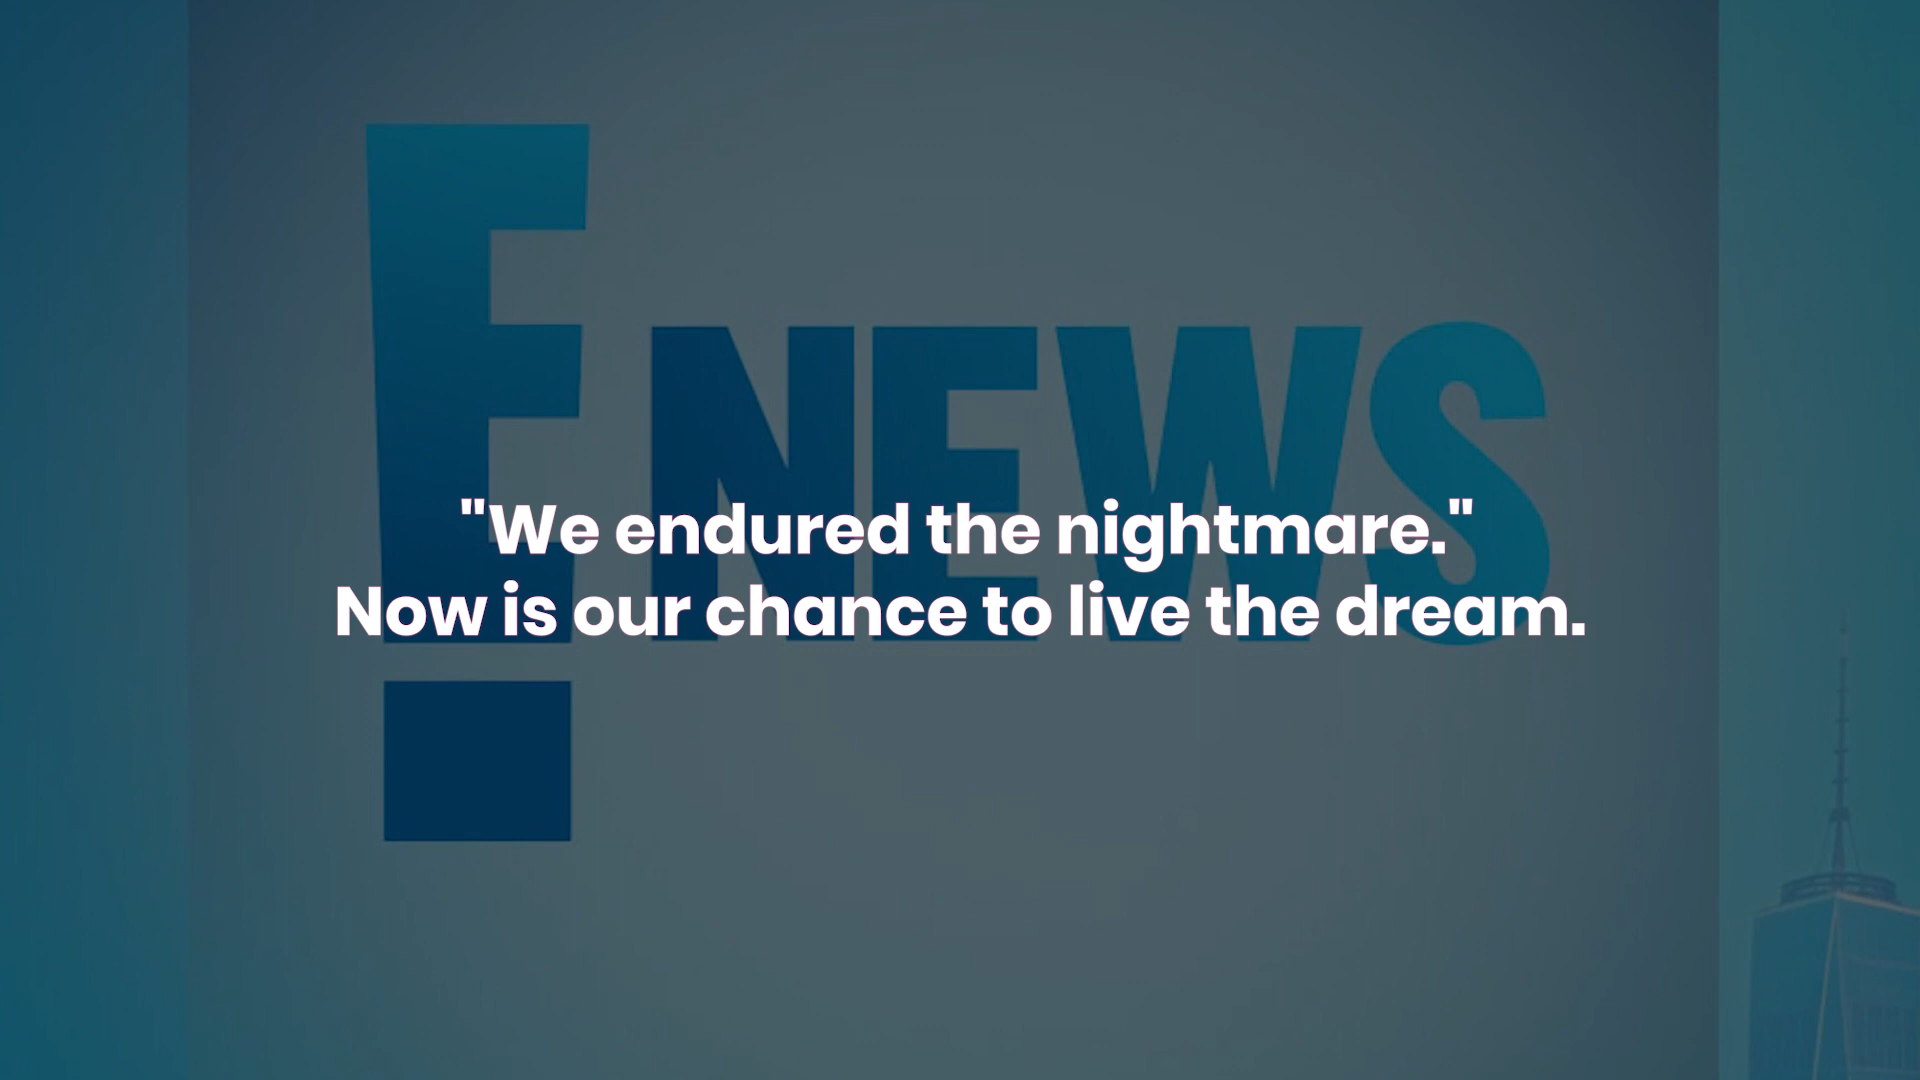 E! NEWS
"We endured the nightmare."
Now is our chance to live the dream.